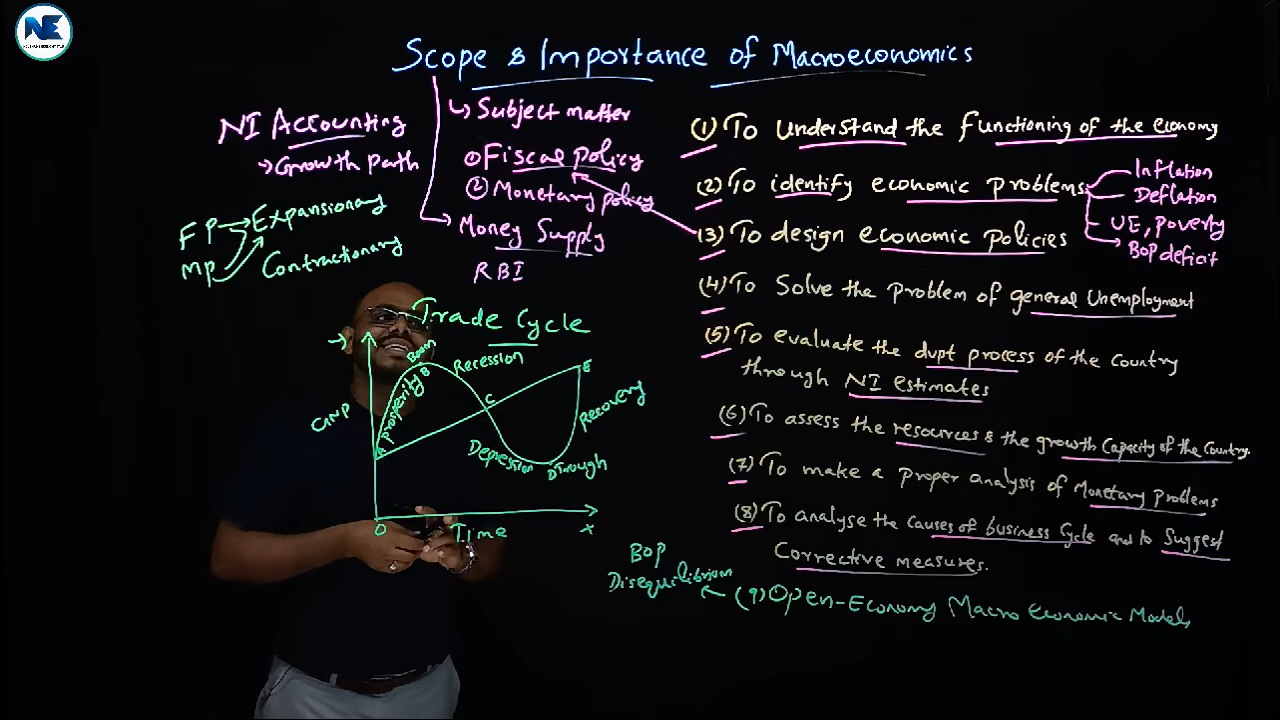 NE
Scope & Importance of Macroeconomics
NI Accounting
→ Growth path
FP → Expansionary
MP
Contractionary
↳ Subject matter
① Fiscal policy
② Monetary policy
Money Supply
RBI
(1) To understand the functioning of the economy
(2) To identify economic problems
Inflation
Deflation
UE, Poverty
BOP deficit
(3) To design economic policies
(4) To Solve the problem of general Unemployment
(5) To evaluate the dvpt process of the Country
through NI estimates
(6) To assess the resources & the growth Capacity of the Country.
(7) To make a Proper analysis of Monetary Problems
(8) To analyse the Causes of business Cycle and to Suggest
Corrective measures.
(9) Open-Economy Macro Economic Models
BOP
Disequilibrium
Trade Cycle
GNP
A
Prosperity
B
Boom
Recession
C
Depression
D
Through
Recovery
E
O
Time
X